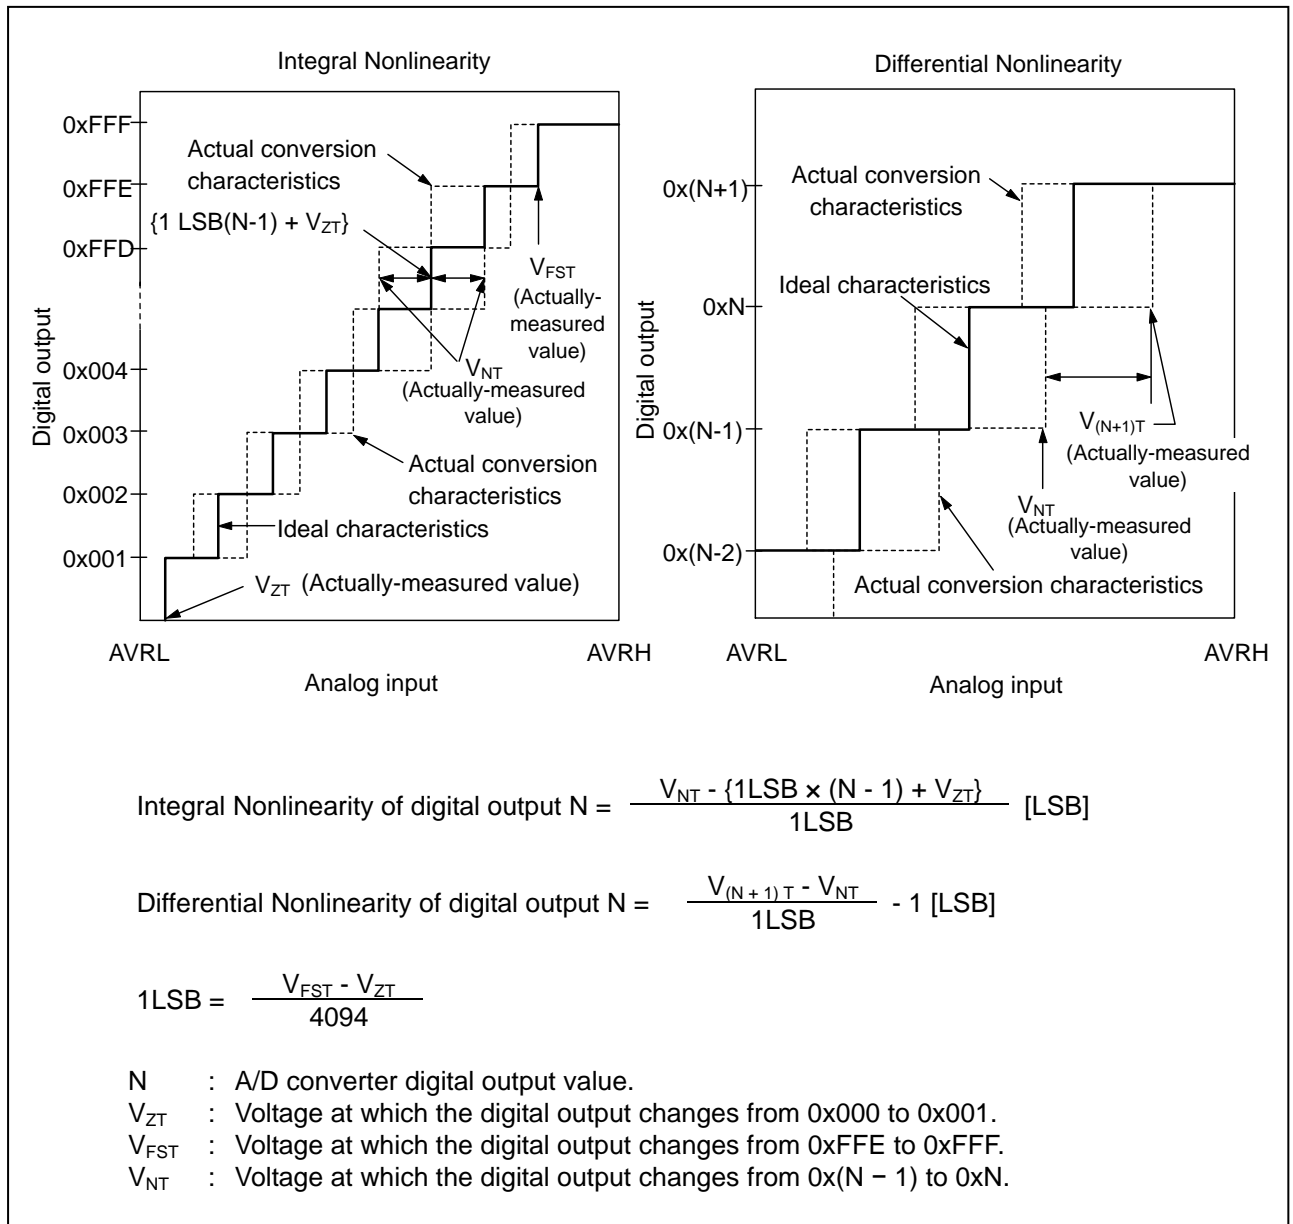 Integral Nonlinearity
0xFFF
0xFFE
0xFFD
0x004
0x003
0x002
0x001
Digital output
Actual conversion
characteristics
{1 LSB(N-1) + VZT}
VFST
(Actually-
measured
value)
VNT
(Actually-measured
value)
Actual conversion
characteristics
Ideal characteristics
VZT (Actually-measured value)
AVRL
AVRH
Analog input
Differential Nonlinearity
0x(N+1)
0xN
0x(N-1)
0x(N-2)
Digital output
Actual conversion
characteristics
Ideal characteristics
V(N+1)T
(Actually-measured
value)
VNT
(Actually-measured
value)
Actual conversion characteristics
AVRL
AVRH
Analog input
Integral Nonlinearity of digital output N = VNT - {1LSB × (N - 1) + VZT} / 1LSB [LSB]
Differential Nonlinearity of digital output N = V(N + 1) T - VNT / 1LSB - 1 [LSB]
1LSB = VFST - VZT / 4094
N : A/D converter digital output value.
VZT : Voltage at which the digital output changes from 0x000 to 0x001.
VFST : Voltage at which the digital output changes from 0xFFE to 0xFFF.
VNT : Voltage at which the digital output changes from 0x(N − 1) to 0xN.